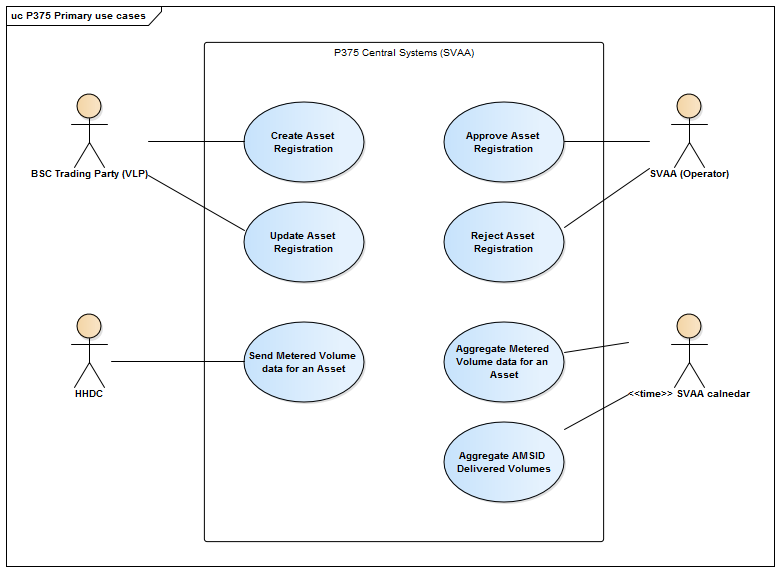 uc P375 Primary use cases
P375 Central Systems (SVAA)
Create Asset
Registration
Approve Asset
Registration
BSC Trading Party (VLP)
SVAA (Operator)
Update Asset
Registration
Reject Asset
Registration
Send Metered Volume
data for an Asset
Aggregate Metered
Volume data for an
Asset
HHDC
<<time>> SVAA calnedar
Aggregate AMSID
Delivered Volumes